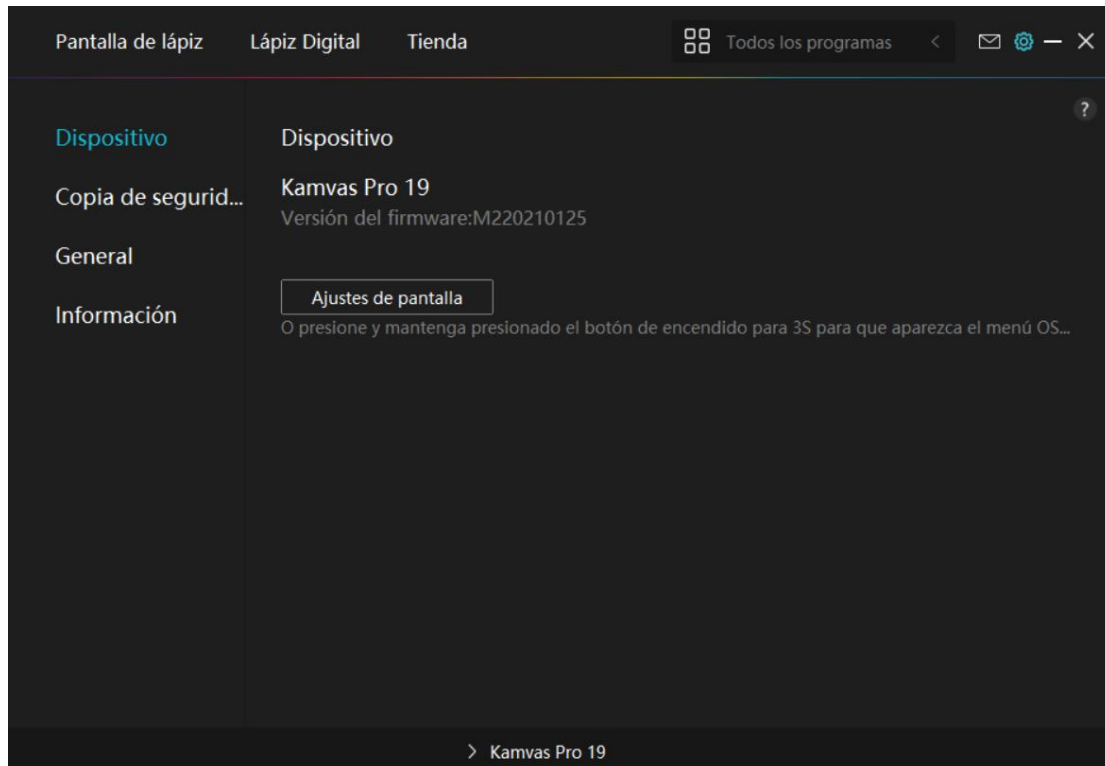 Pantalla de lápiz Lápiz Digital Tienda Todos los programas <
?
Dispositivo
Copia de segurid...
General
Información
Dispositivo
Kamvas Pro 19
Versión del firmware:M220210125
Ajustes de pantalla
O presione y mantenga presionado el botón de encendido para 3S para que aparezca el menú OS...
> Kamvas Pro 19